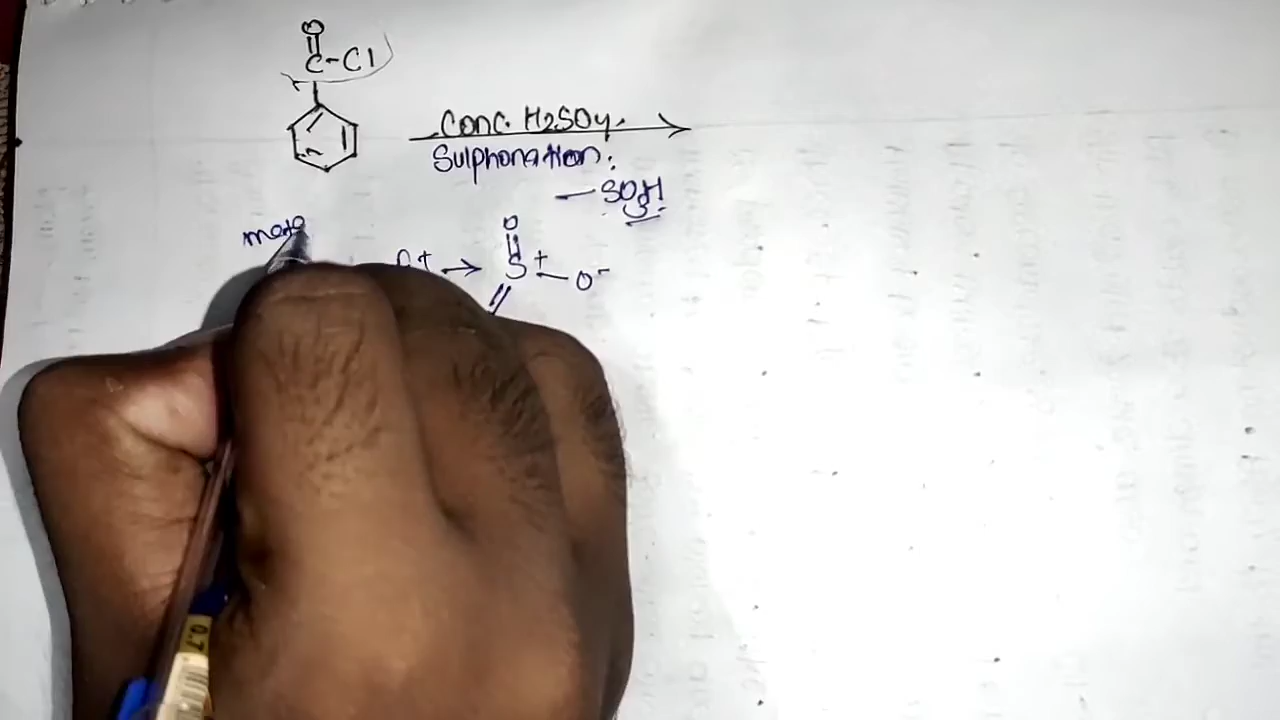 O
C-Cl
Conc. H2SO4.
Sulphonation.
— SO3H
meta
O
S+ — O-